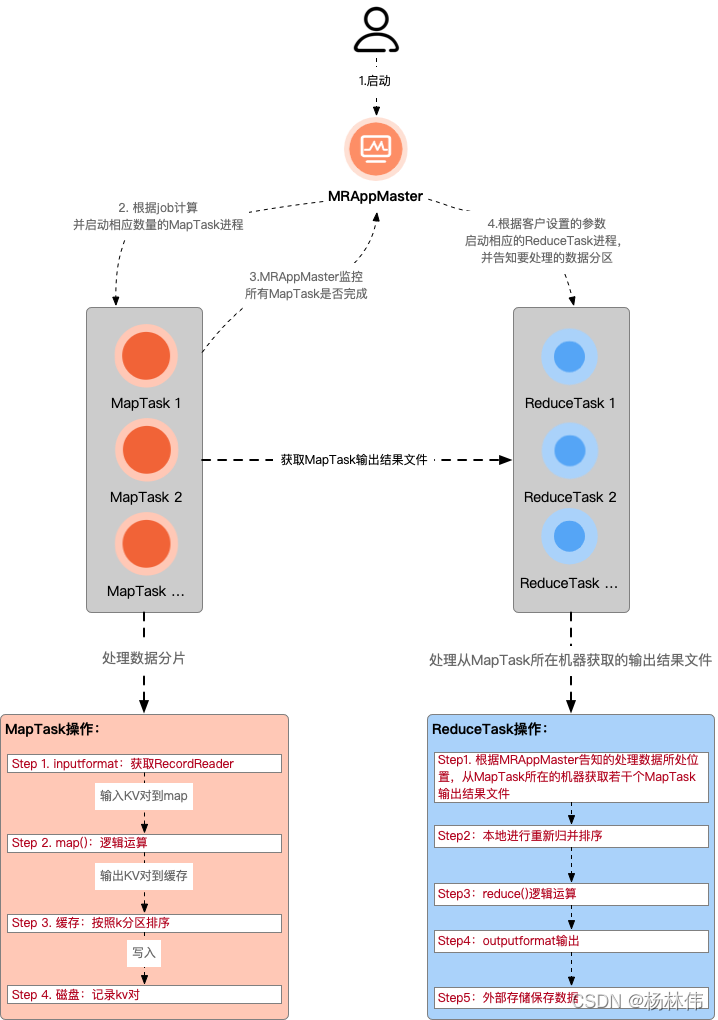 1.启动
MRAppMaster
2. 根据job计算
并启动相应数量的MapTask进程
4.根据客户设置的参数
启动相应的ReduceTask进程，
并告知要处理的数据分区
3.MRAppMaster监控
所有MapTask是否完成
MapTask 1
MapTask 2
MapTask ...
获取MapTask输出结果文件
ReduceTask 1
ReduceTask 2
ReduceTask ...
处理数据分片
处理从MapTask所在机器获取的输出结果文件
MapTask操作：
Step 1. inputformat：获取RecordReader
输入KV对到map
Step 2. map()：逻辑运算
输出KV对到缓存
Step 3. 缓存：按照k分区排序
写入
Step 4. 磁盘：记录kv对
ReduceTask操作：
Step1. 根据MRAppMaster告知的处理数据所处位
置，从MapTask所在的机器获取若干个MapTask
输出结果文件
Step2：本地进行重新归并排序
Step3：reduce()逻辑运算
Step4：outputformat输出
Step5：外部存储保存数据
CSDN @杨林伟